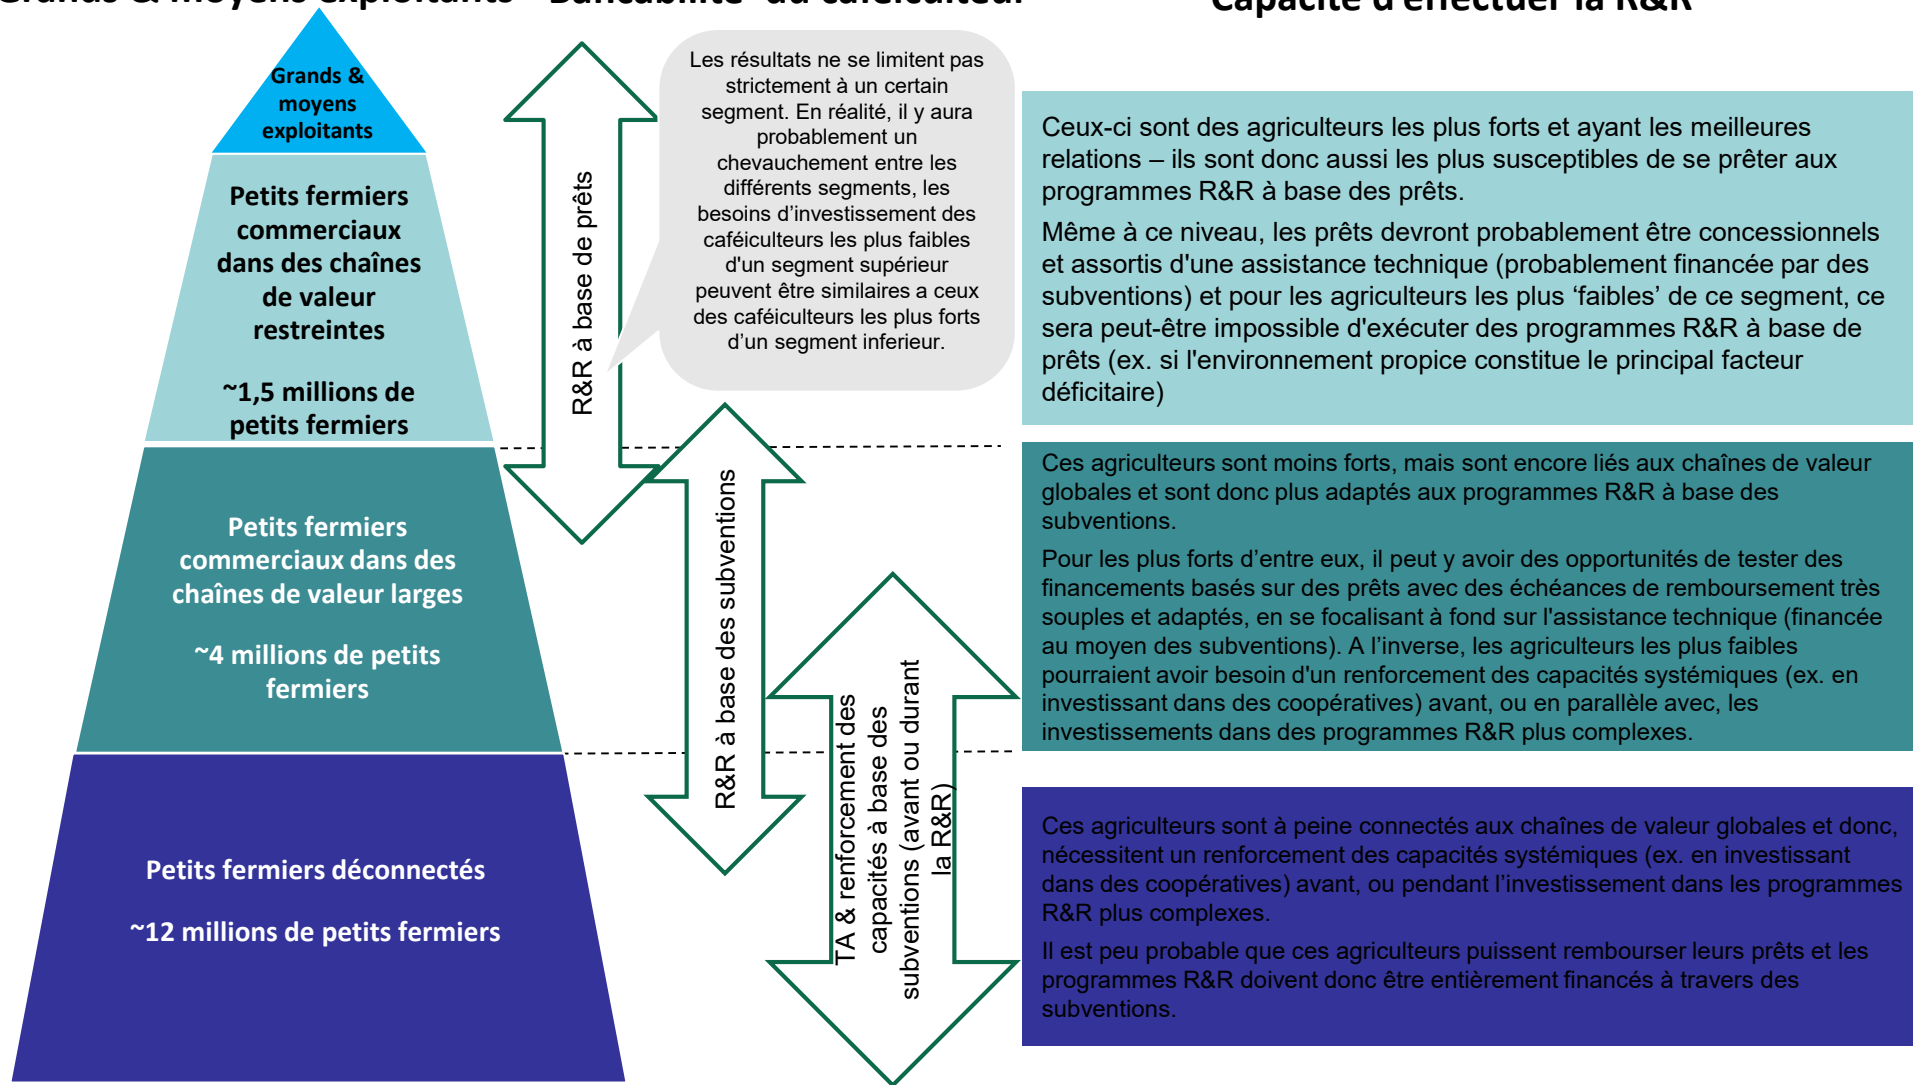 Grands & moyens exploitants "Bancabilité" du caféiculteur
Capacité d'effectuer la R&R
Grands &
moyens
exploitants
Petits fermiers
commerciaux
dans des chaînes
de valeur
restreintes
~1,5 millions de
petits fermiers
Petits fermiers
commerciaux dans des
chaînes de valeur larges
~4 millions de petits
fermiers
Petits fermiers déconnectés
~12 millions de petits fermiers
R&R à base de prêts
R&R à base des subventions
TA & renforcement des
capacités à base des
subventions (avant ou durant
la R&R)
Les résultats ne se limitent pas
strictement à un certain
segment. En réalité, il y aura
probablement un
chevauchement entre les
différents segments, les
besoins d’investissement des
caféiculteurs les plus faibles
d'un segment supérieur
peuvent être similaires a ceux
des caféiculteurs les plus forts
d’un segment inferieur.
Ceux-ci sont des agriculteurs les plus forts et ayant les meilleures
relations – ils sont donc aussi les plus susceptibles de se prêter aux
programmes R&R à base des prêts.
Même à ce niveau, les prêts devront probablement être concessionnels
et assortis d'une assistance technique (probablement financée par des
subventions) et pour les agriculteurs les plus ‘faibles’ de ce segment, ce
sera peut-être impossible d'exécuter des programmes R&R à base de
prêts (ex. si l'environnement propice constitue le principal facteur
déficitaire)
Ces agriculteurs sont moins forts, mais sont encore liés aux chaînes de valeur
globales et sont donc plus adaptés aux programmes R&R à base des
subventions.
Pour les plus forts d’entre eux, il peut y avoir des opportunités de tester des
financements basés sur des prêts avec des échéances de remboursement très
souples et adaptés, en se focalisant à fond sur l'assistance technique (financée
au moyen des subventions). A l’inverse, les agriculteurs les plus faibles
pourraient avoir besoin d'un renforcement des capacités systémiques (ex. en
investissant dans des coopératives) avant, ou en parallèle avec, les
investissements dans des programmes R&R plus complexes.
Ces agriculteurs sont à peine connectés aux chaînes de valeur globales et donc,
nécessitent un renforcement des capacités systémiques (ex. en investissant
dans des coopératives) avant, ou pendant l’investissement dans les programmes
R&R plus complexes.
Il est peu probable que ces agriculteurs puissent rembourser leurs prêts et les
programmes R&R doivent donc être entièrement financés à travers des
subventions.